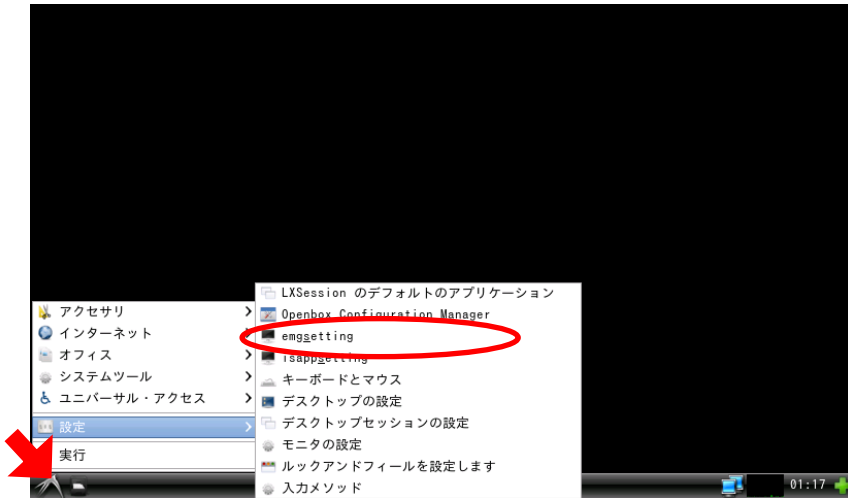 LXSession のデフォルトのアプリケーション
アクセサリ
Openbox Configuration Manager
インターネット
emgsetting
オフィス
isappsetting
システムツール
キーボードとマウス
ユニバーサル・アクセス
デスクトップの設定
設定
デスクトップセッションの設定
モニタの設定
実行
ルックアンドフィールを設定します
入力メソッド
01:17